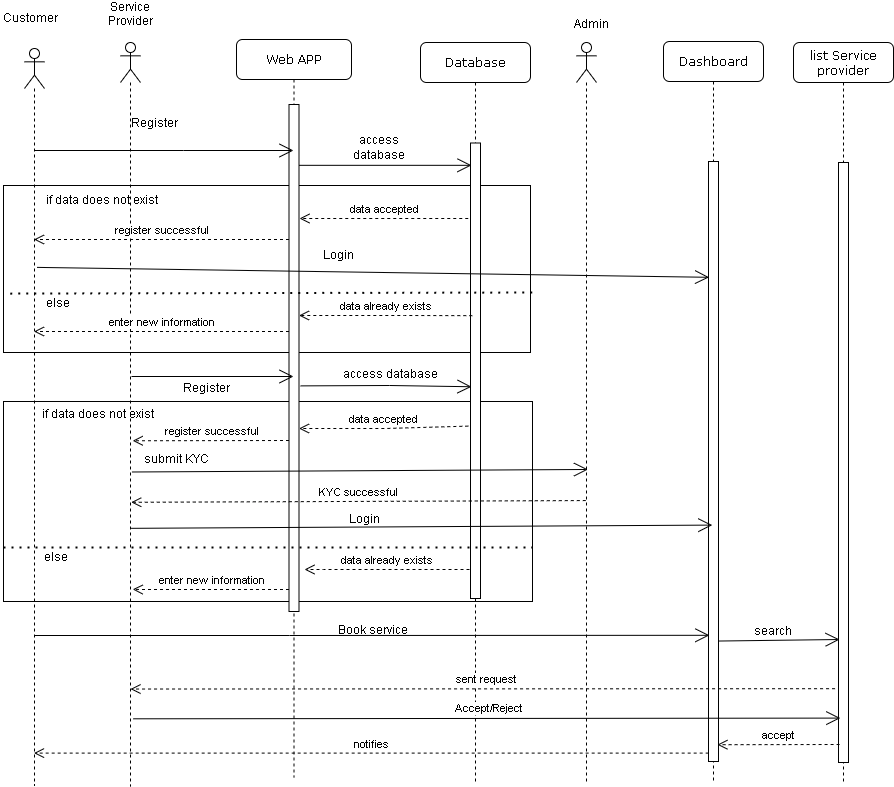 Customer
Service
Provider
Admin
Web APP
Database
Dashboard
list Service
provider
Register
access
database
if data does not exist
data accepted
register successful
Login
else
data already exists
enter new information
access database
Register
if data does not exist
data accepted
register successful
submit KYC
KYC successful
Login
else
data already exists
enter new information
Book service
search
sent request
Accept/Reject
accept
notifies